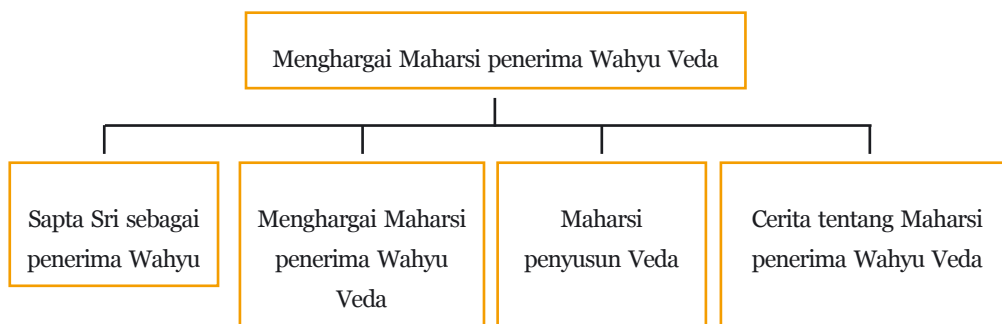 Menghargai Maharsi penerima Wahyu Veda
Sapta Sri sebagai
penerima Wahyu
Menghargai Maharsi
penerima Wahyu
Veda
Maharsi
penyusun Veda
Cerita tentang Maharsi
penerima Wahyu Veda